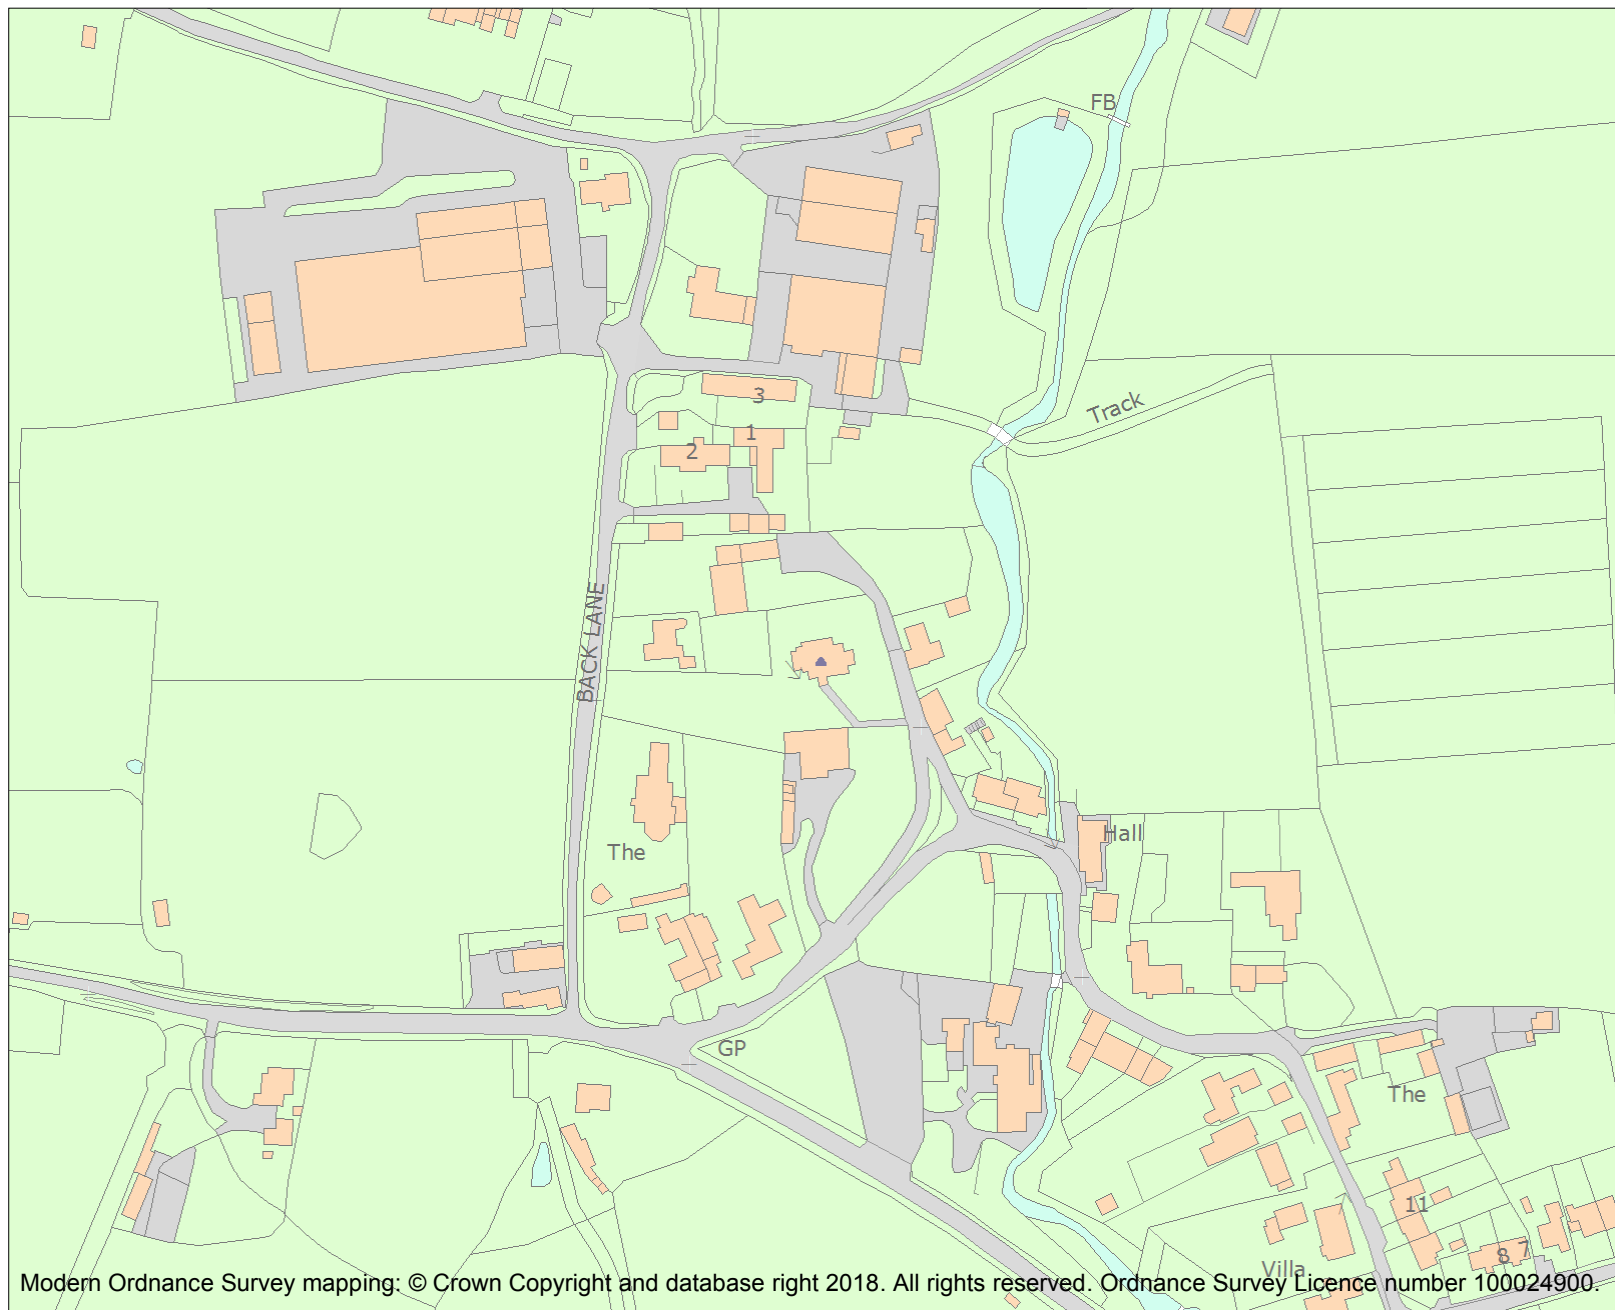 FB
Track
3
1
2
BACK LANE
The
Hall
GP
The
11
8
7
Villa
Modern Ordnance Survey mapping: © Crown Copyright and database right 2018. All rights reserved. Ordnance Survey Licence number 100024900.